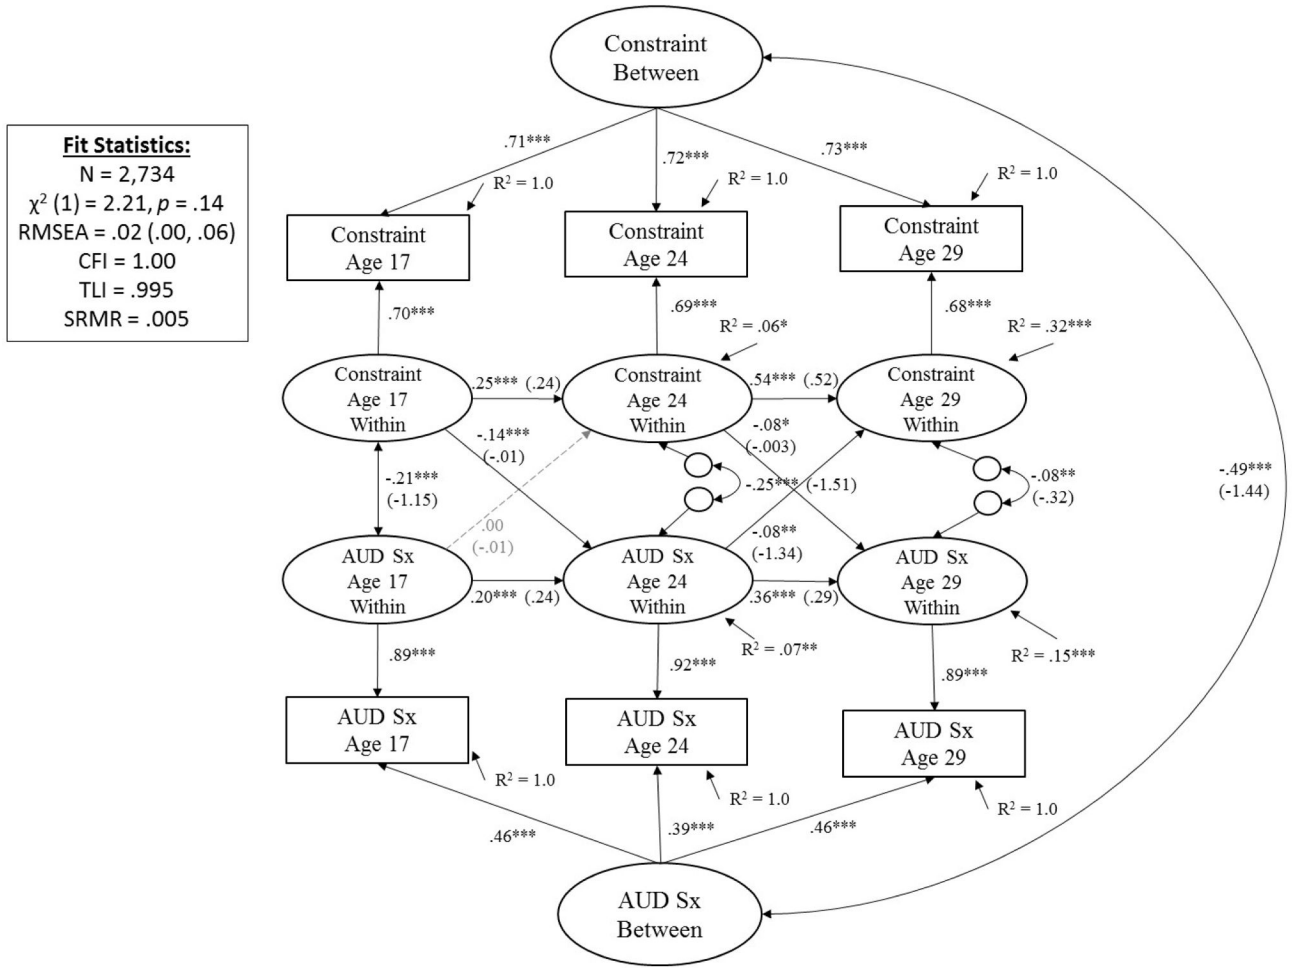 Constraint
Between
Fit Statistics:
N = 2,734
χ² (1) = 2.21, p = .14
RMSEA = .02 (.00, .06)
CFI = 1.00
TLI = .995
SRMR = .005
.71***
.72***
.73***
R² = 1.0
R² = 1.0
R² = 1.0
Constraint
Age 17
Constraint
Age 24
Constraint
Age 29
.70***
.69***
.68***
R² = .06*
R² = .32***
Constraint
Age 17
Within
.25*** (.24)
Constraint
Age 24
Within
.54*** (.52)
Constraint
Age 29
Within
-.14***
(-.01)
-.08*
(-.003)
-.21***
(-1.15)
-.25*** (-1.51)
-.08**
(-.32)
-.49***
(-1.44)
.00
(-.01)
-.08**
(-1.34)
AUD Sx
Age 17
Within
.20*** (.24)
AUD Sx
Age 24
Within
.36*** (.29)
AUD Sx
Age 29
Within
R² = .07**
R² = .15***
.89***
.92***
.89***
AUD Sx
Age 17
AUD Sx
Age 24
AUD Sx
Age 29
R² = 1.0
R² = 1.0
R² = 1.0
.46***
.39***
.46***
AUD Sx
Between